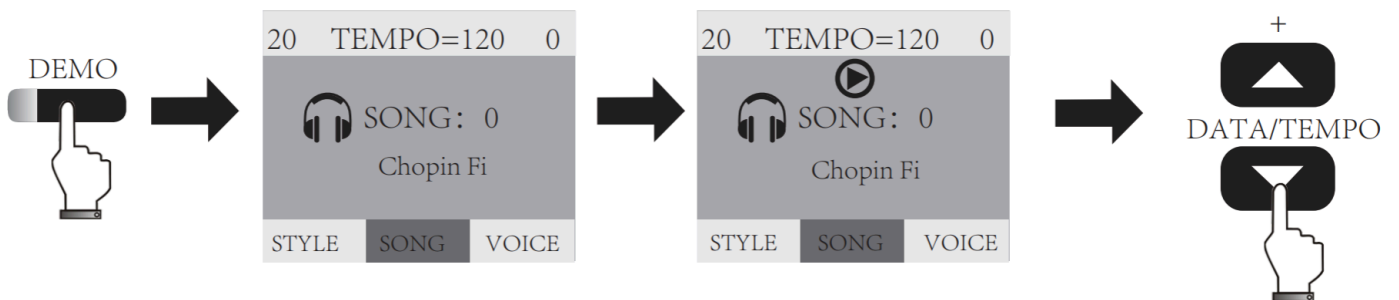 DEMO
20 TEMPO=120 0
SONG: 0
Chopin Fi
STYLE SONG VOICE
20 TEMPO=120 0
SONG: 0
Chopin Fi
STYLE SONG VOICE
+
DATA/TEMPO